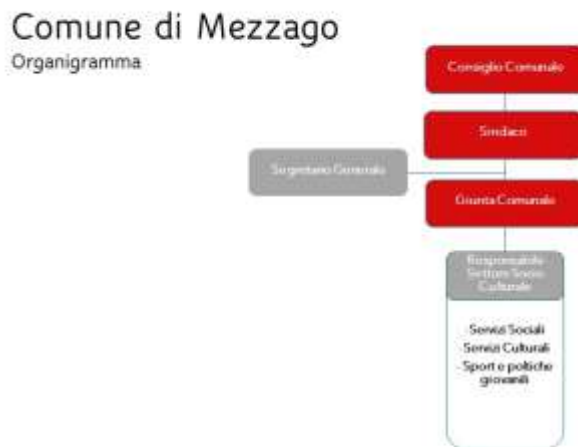 Comune di Mezzago
Organigramma
Consiglio Comunale
Sindaco
Segretario Generale
Giunta Comunale
Responsabile
Settore Socio
Culturale
Servizi Sociali
Servizi Culturali
- Sport e poltiche
giovanili